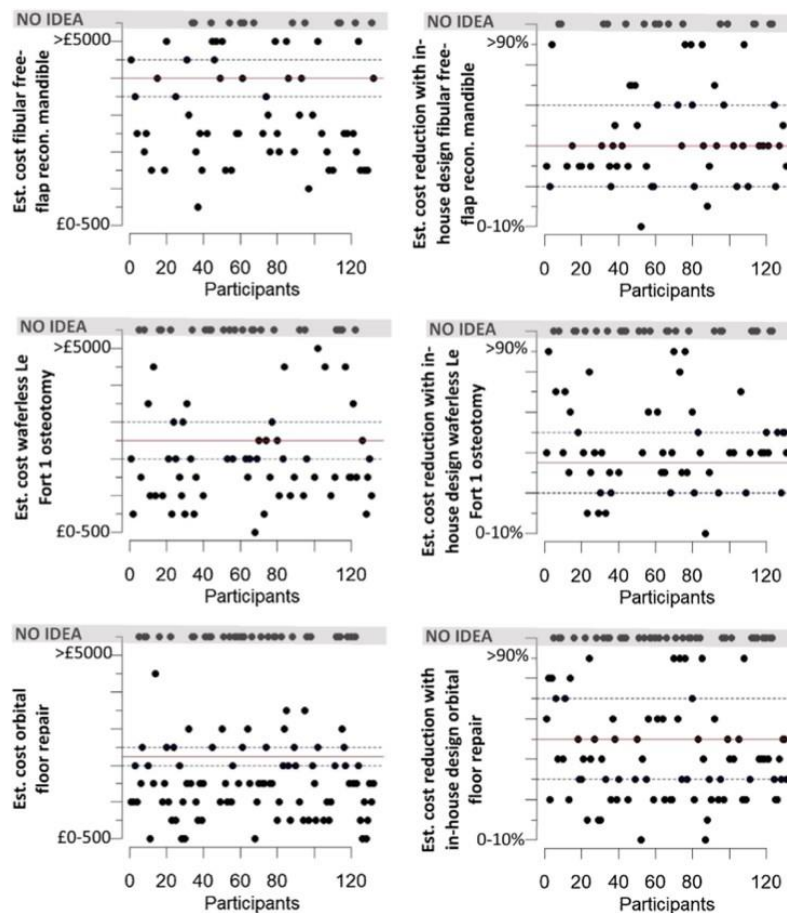 NO IDEA
>£5000
£0-500
Est. cost fibular free-
flap recon. mandible
0 20 40 60 80 120
Participants
NO IDEA
>90%
0-10%
Est. cost reduction with in-
house design fibular free-
flap recon. mandible
0 20 40 60 80 120
Participants
NO IDEA
>£5000
£0-500
Est. cost waferless Le
Fort 1 osteotomy
0 20 40 60 80 120
Participants
NO IDEA
>90%
0-10%
Est. cost reduction with in-
house design waferless Le
Fort 1 osteotomy
0 20 40 60 80 120
Participants
NO IDEA
>£5000
£0-500
Est. cost orbital
floor repair
0 20 40 60 80 120
Participants
NO IDEA
>90%
0-10%
Est. cost reduction with
in-house design orbital
floor repair
0 20 40 60 80 120
Participants